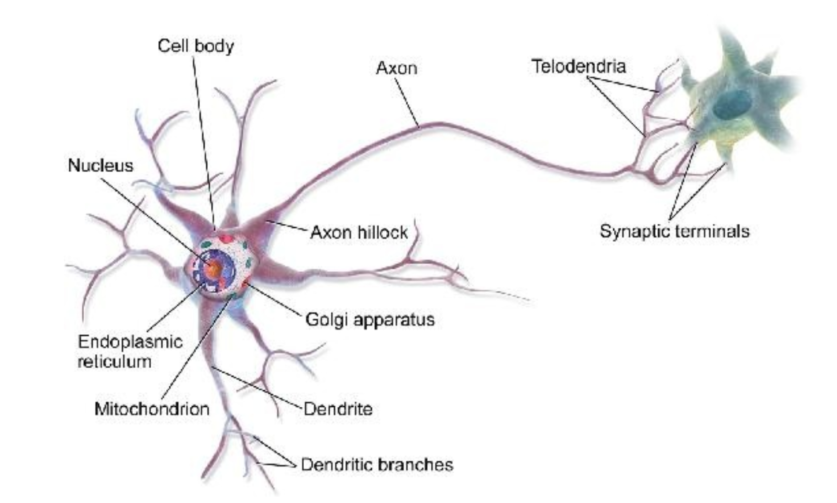 Cell body
Axon
Telodendria
Nucleus
Axon hillock
Synaptic terminals
Golgi apparatus
Endoplasmic
reticulum
Mitochondrion
Dendrite
Dendritic branches